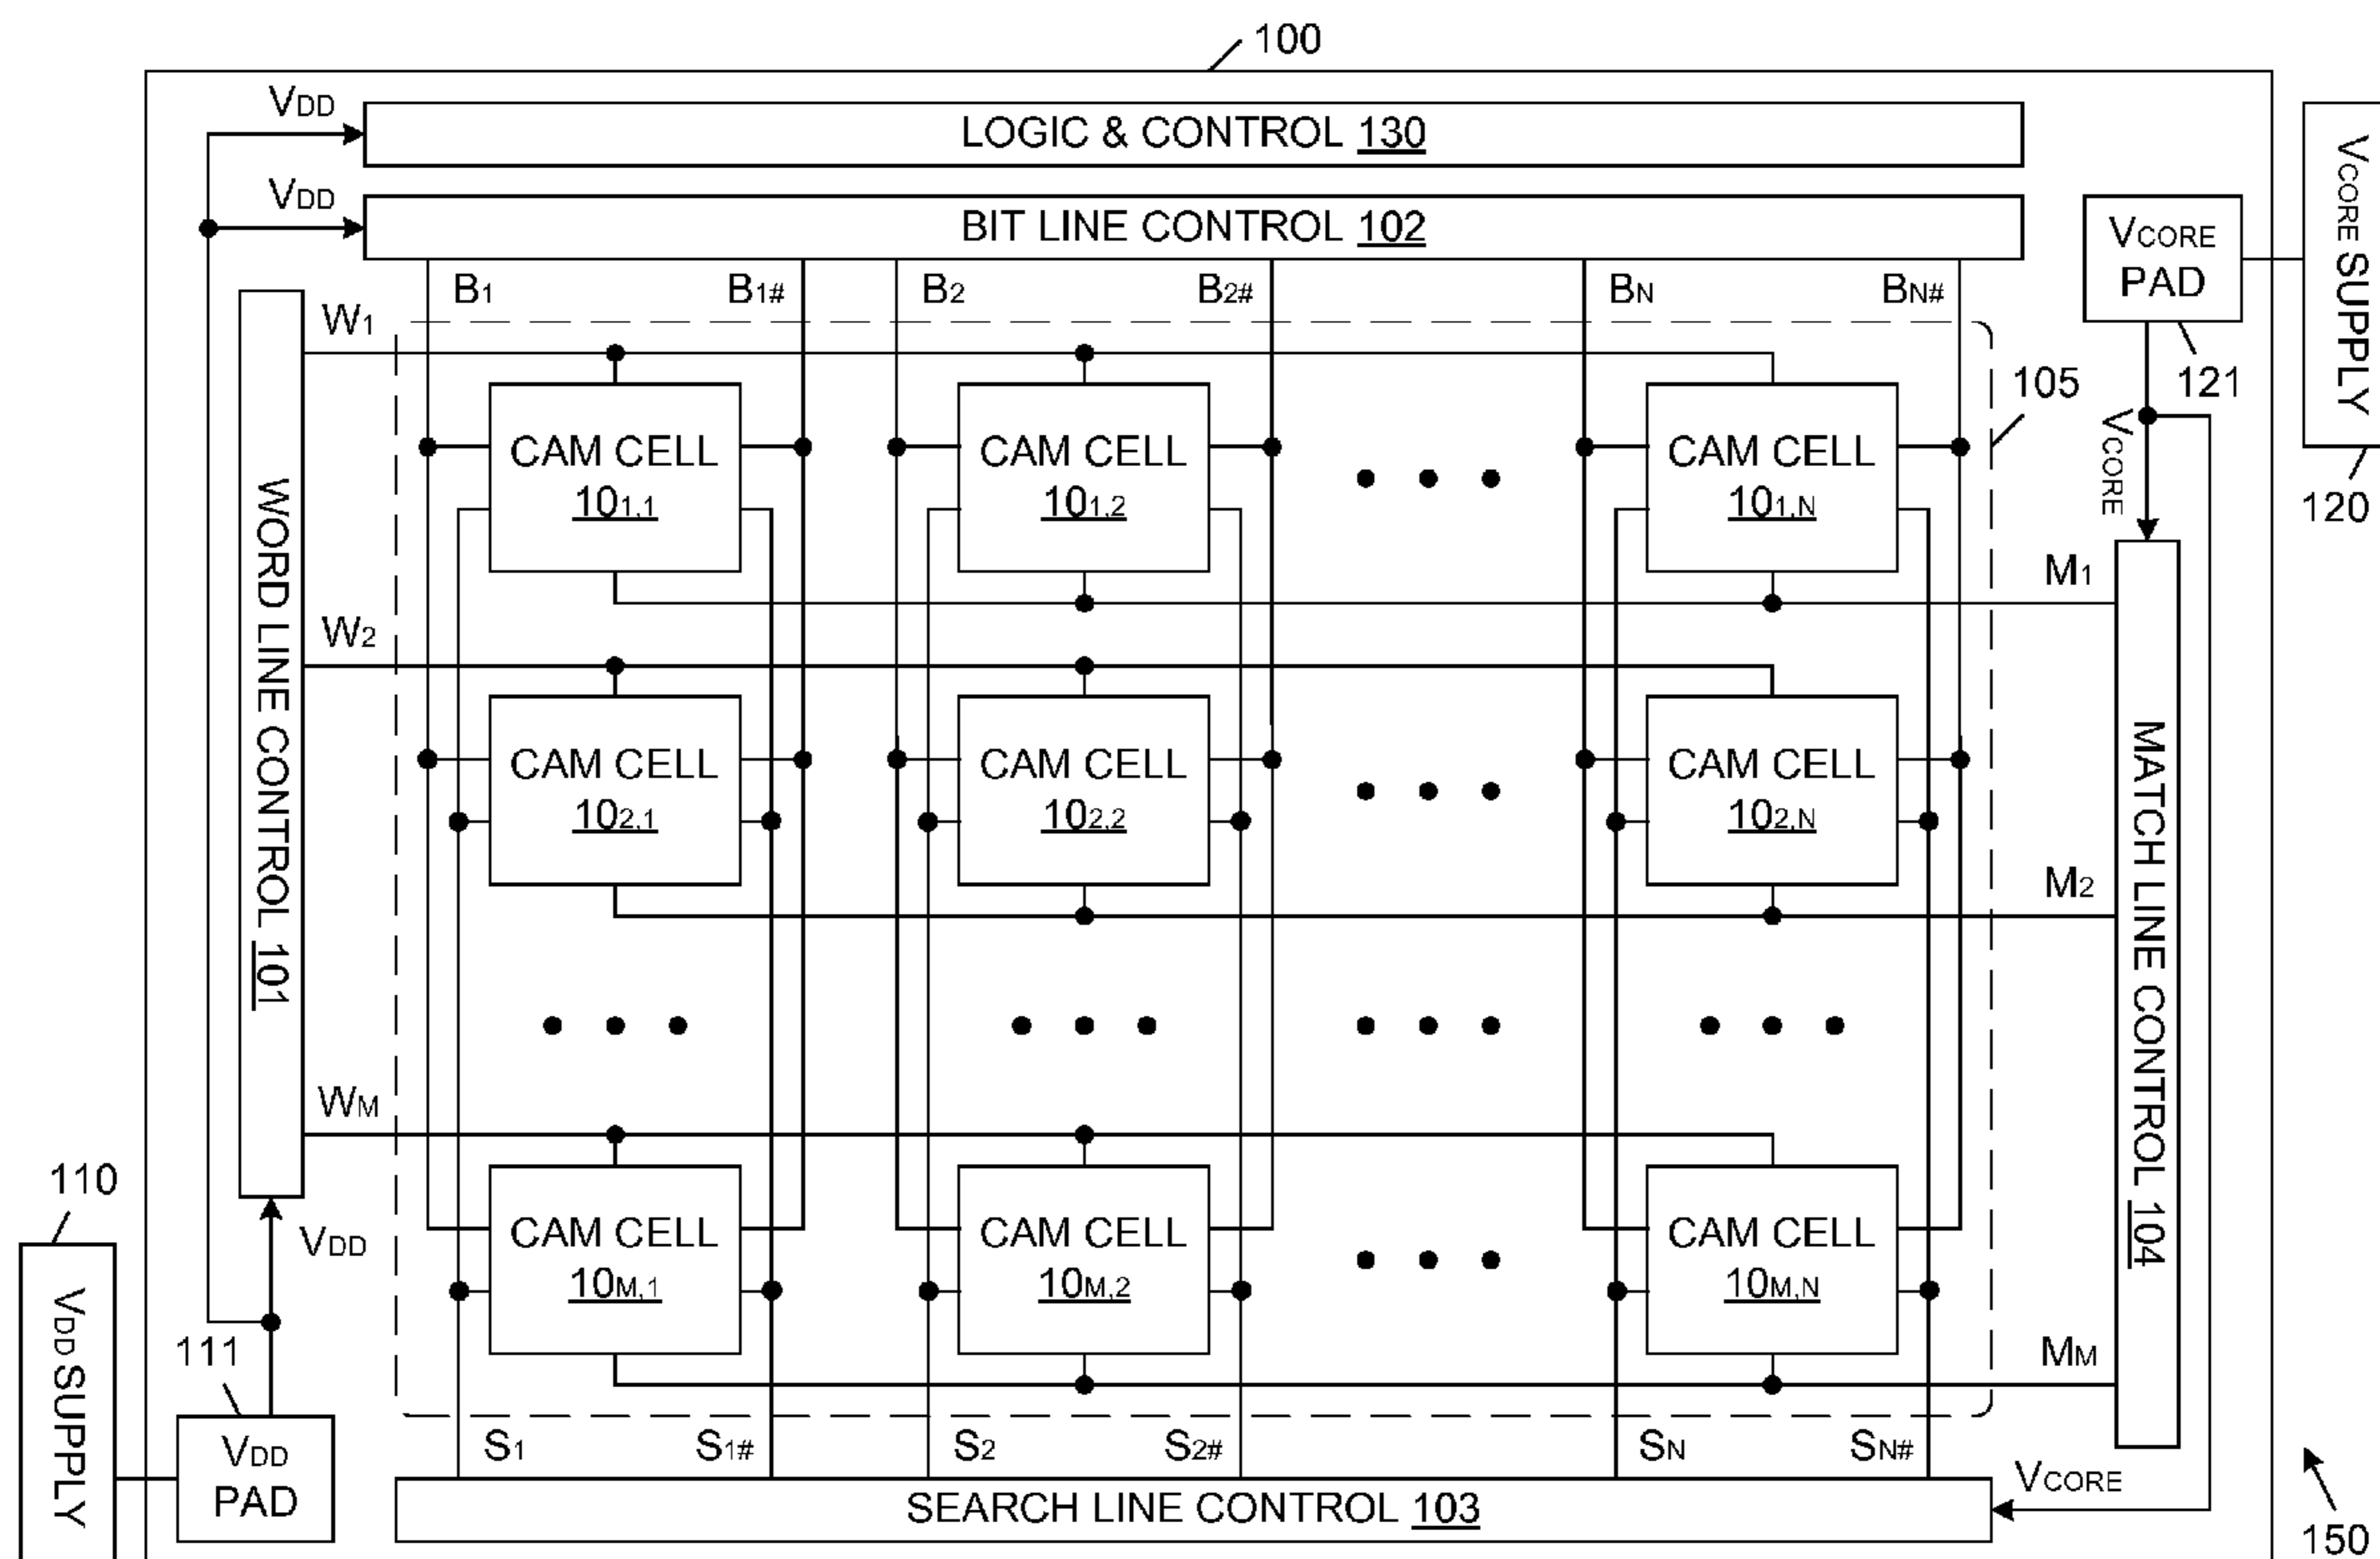 100
VDD
LOGIC & CONTROL 130
VDD
BIT LINE CONTROL 102
VCORE PAD
VCORE SUPPLY
B1 B1# B2 B2# BN BN#
W1
121
105
120
VCORE
CAM CELL
101,1
CAM CELL
101,2
CAM CELL
101,N
M1
WORD LINE CONTROL 101
W2
CAM CELL
102,1
CAM CELL
102,2
CAM CELL
102,N
M2
MATCH LINE CONTROL 104
WM
110
VDD
CAM CELL
10M,1
CAM CELL
10M,2
CAM CELL
10M,N
MM
VDD SUPPLY
111
VDD
PAD
S1 S1# S2 S2# SN SN#
VCORE
SEARCH LINE CONTROL 103
150